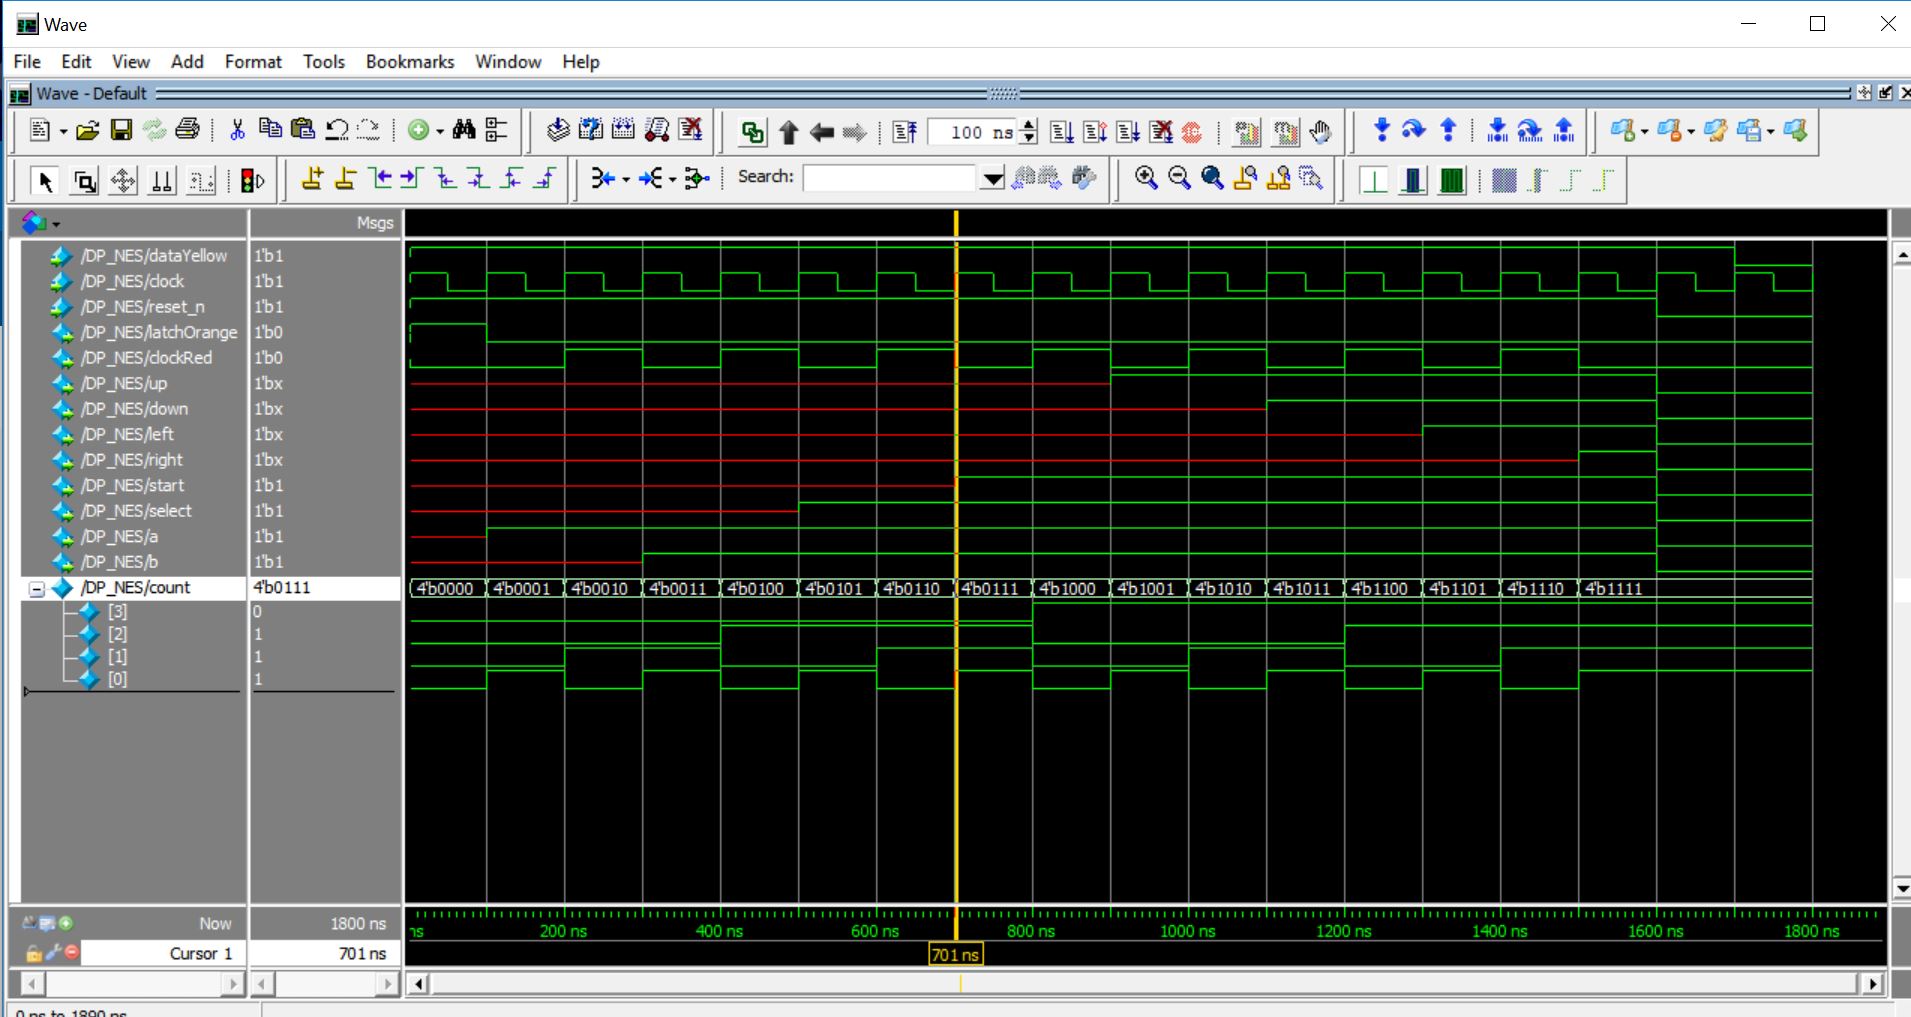 Wave
File Edit View Add Format Tools Bookmarks Window Help
Wave - Default
100 ns
Search:
Msgs
/DP_NES/dataYellow 1'b1
/DP_NES/clock 1'b1
/DP_NES/reset_n 1'b1
/DP_NES/latchOrange 1'b0
/DP_NES/clockRed 1'b0
/DP_NES/up 1'bx
/DP_NES/down 1'bx
/DP_NES/left 1'bx
/DP_NES/right 1'bx
/DP_NES/start 1'b1
/DP_NES/select 1'b1
/DP_NES/a 1'b1
/DP_NES/b 1'b1
/DP_NES/count 4'b0111 4'b0000 4'b0001 4'b0010 4'b0011 4'b0100 4'b0101 4'b0110 4'b0111 4'b1000 4'b1001 4'b1010 4'b1011 4'b1100 4'b1101 4'b1110 4'b1111
[3] 0
[2] 1
[1] 1
[0] 1
Now 1800 ns ns 200 ns 400 ns 600 ns 800 ns 1000 ns 1200 ns 1400 ns 1600 ns 1800 ns
Cursor 1 701 ns 701 ns
0 ns to 1890 ns